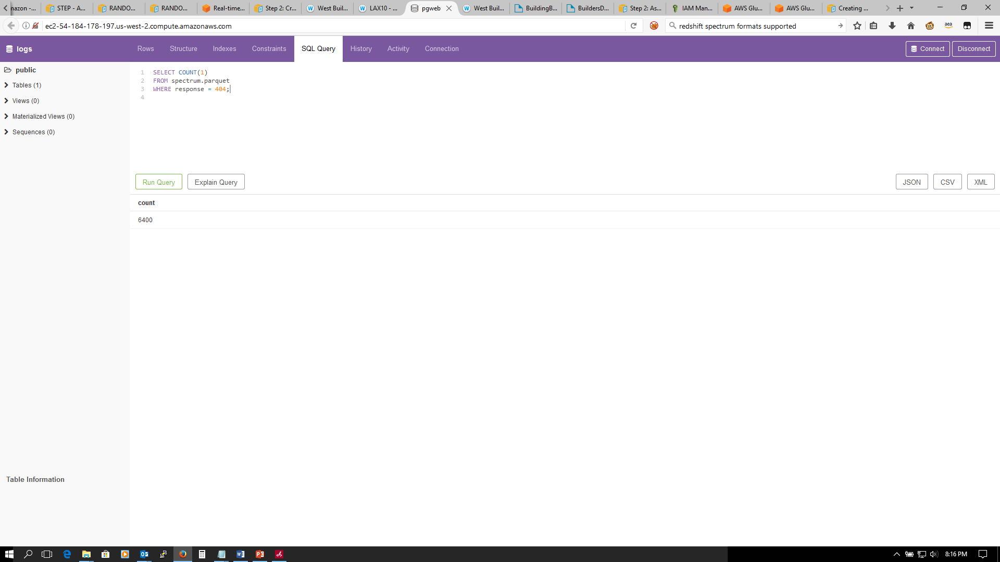 nazon -...
STEP - A...
RANDO...
RANDO...
Real-time...
Step 2: Cr...
West Buil...
LAX10 - ...
pgweb
West Buil...
BuildingB...
BuildersD...
Step 2: As...
IAM Man...
AWS Glu...
AWS Glu...
Creating ...
ec2-54-184-178-197.us-west-2.compute.amazonaws.com
redshift spectrum formats supported
aea
logs
Rows
Structure
Indexes
Constraints
SQL Query
History
Activity
Connection
Connect
Disconnect
public
Tables (1)
Views (0)
Materialized Views (0)
Sequences (0)
1 SELECT COUNT(1)
2 FROM spectrum.parquet
3 WHERE response = 404;
4
Run Query
Explain Query
JSON
CSV
XML
count
6400
Table Information
8:16 PM